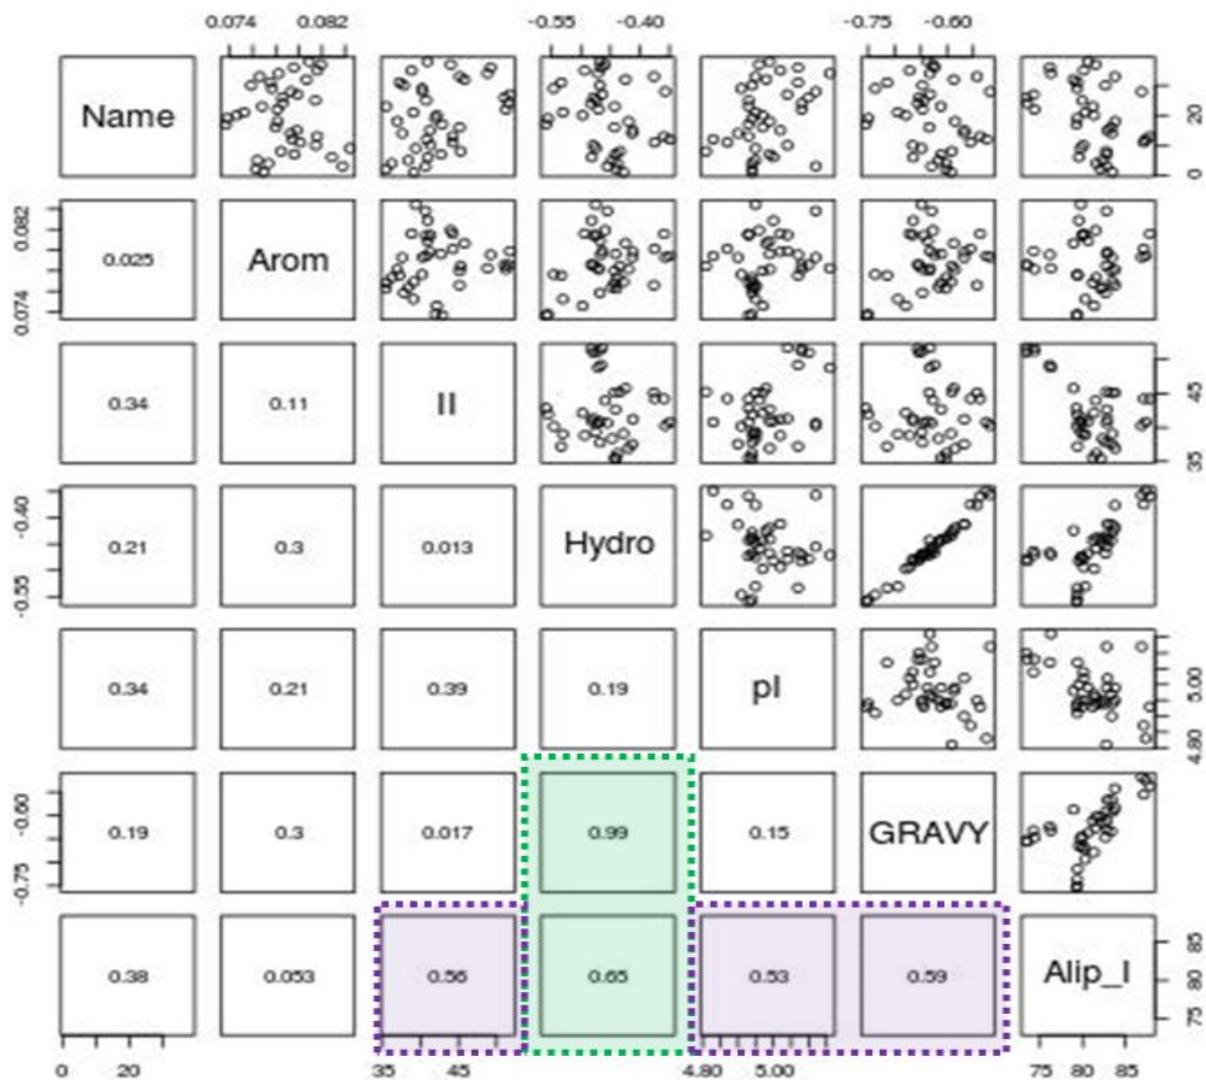 0.074 0.082 -0.55 -0.40 -0.75 -0.60
Name 20 0
0.082 0.074 0.025 Arom
0.34 0.11 II 45 35
-0.40 -0.55 0.21 0.3 0.013 Hydro
0.34 0.21 0.39 0.19 pI 5.00 4.80
-0.60 -0.75 0.19 0.3 0.017 0.99 0.15 GRAVY
0.38 0.053 0.56 0.65 0.53 0.59 Alip_I 85 80 75
0 20 35 45 4.80 5.00 75 80 85